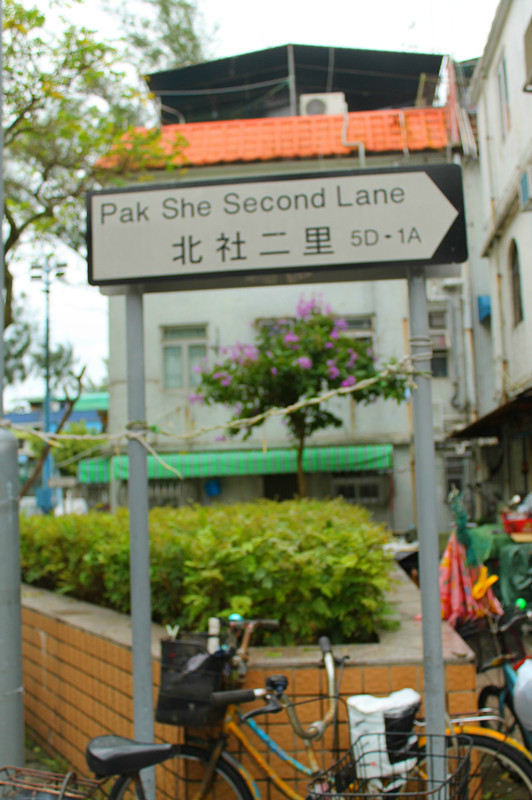 Pak She Second Lane
北社二里 5D-1A